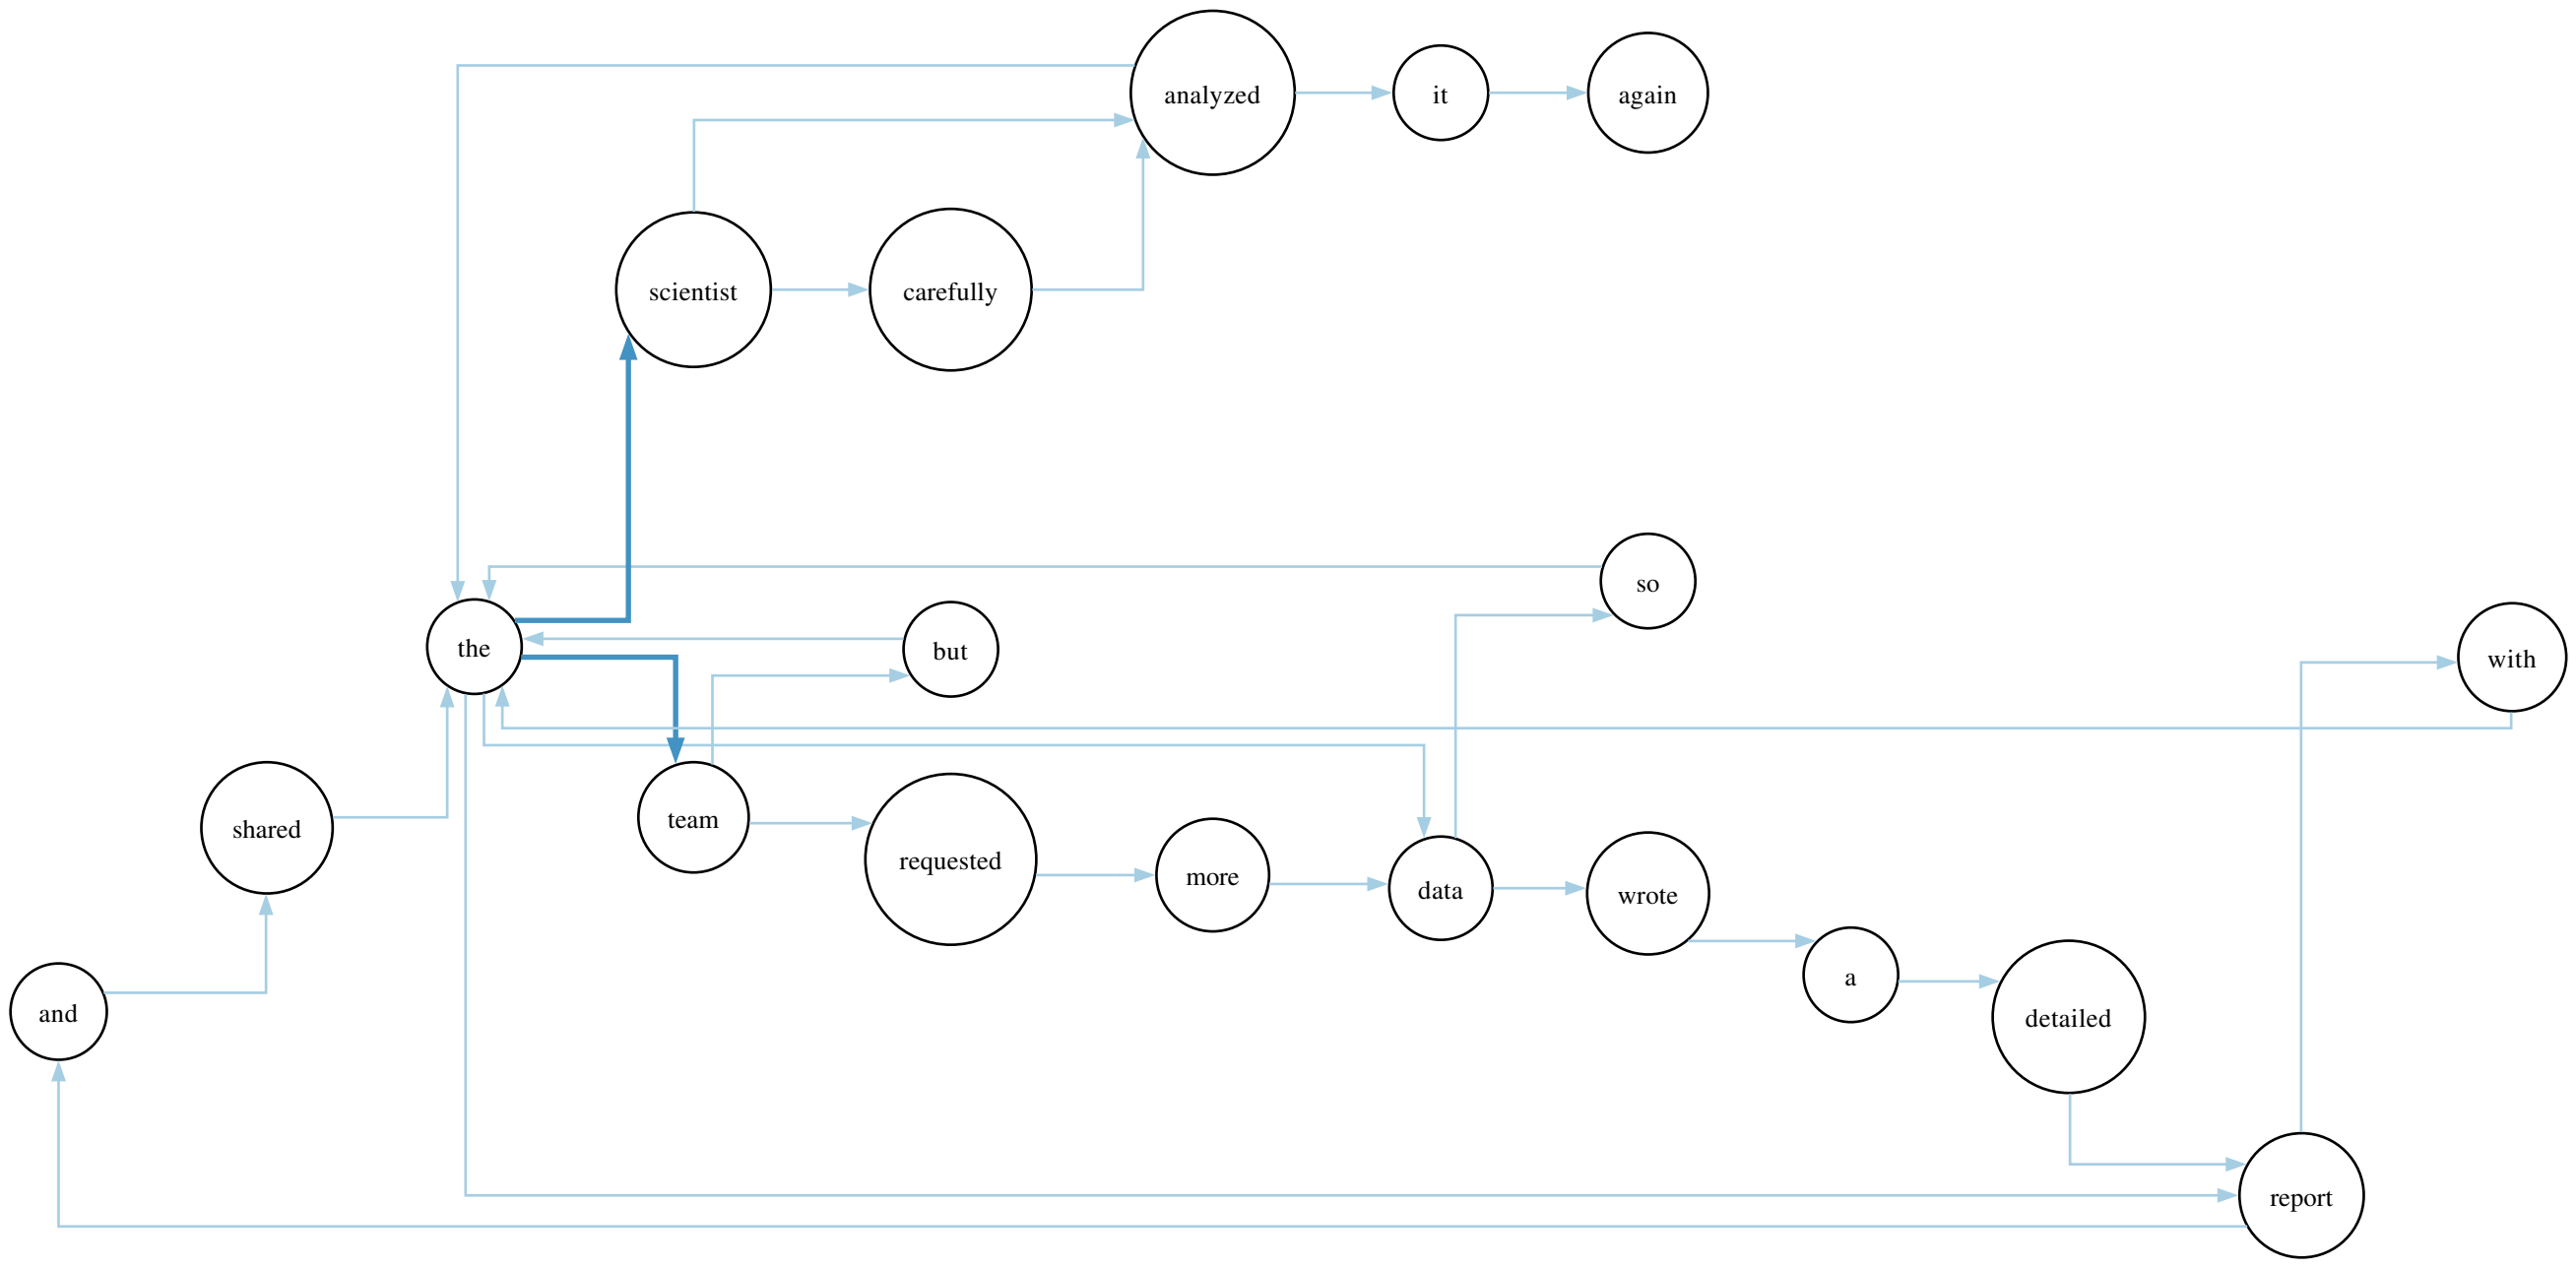 analyzed
it
again
scientist
carefully
so
the
but
with
shared
team
requested
more
data
wrote
a
detailed
and
report